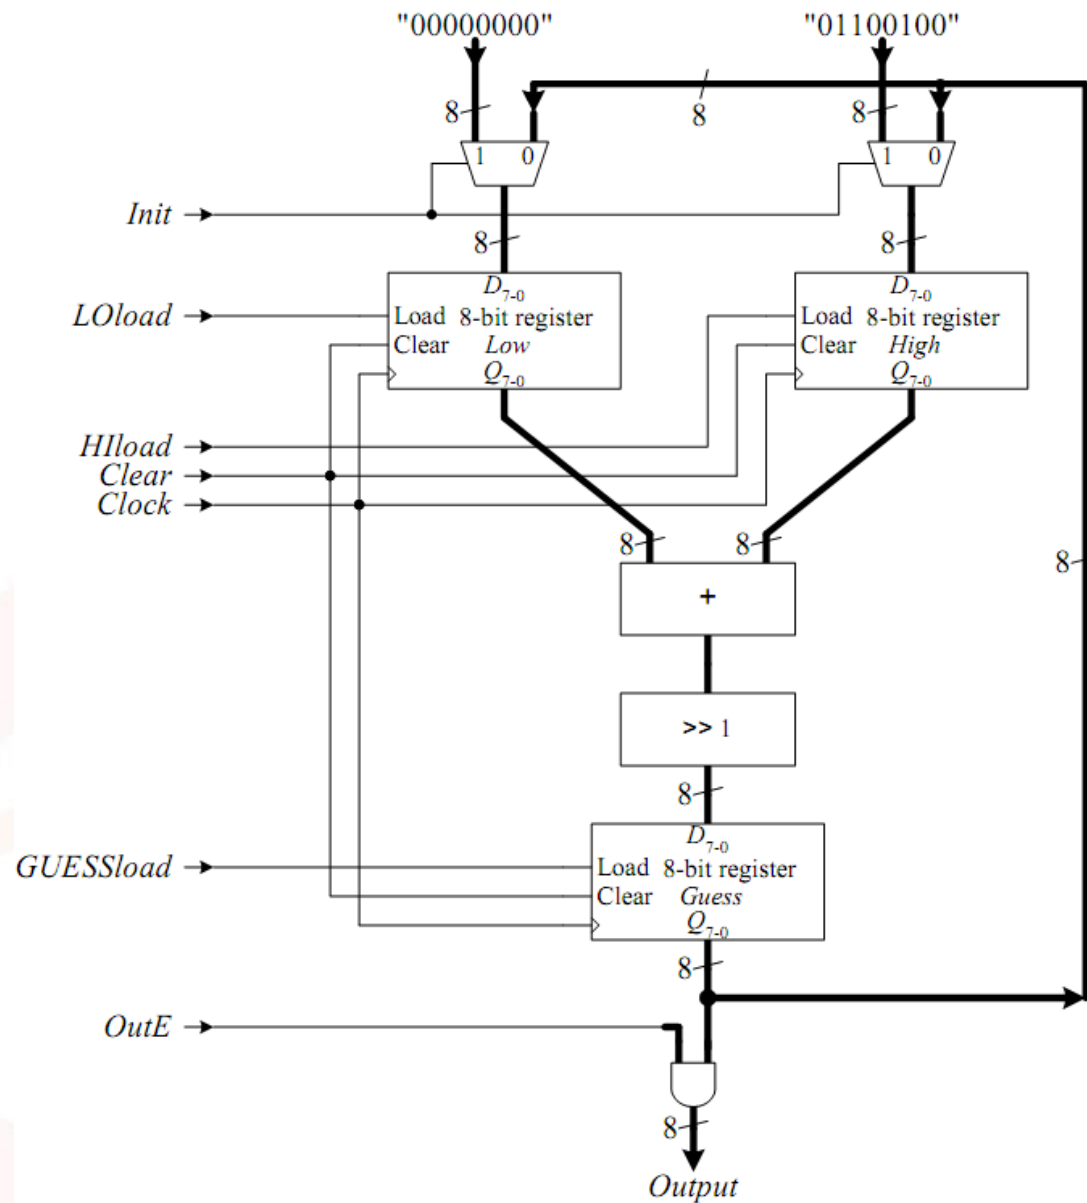 "00000000" "01100100"
8 8 8
1 0 1 0
Init
8 8
D7-0 D7-0
LOload Load 8-bit register Load 8-bit register
Clear Low Clear High
Q7-0 Q7-0
HIload
Clear
Clock
8 8
8
+
>> 1
8
D7-0
GUESSload Load 8-bit register
Clear Guess
Q7-0
8
OutE
8
Output